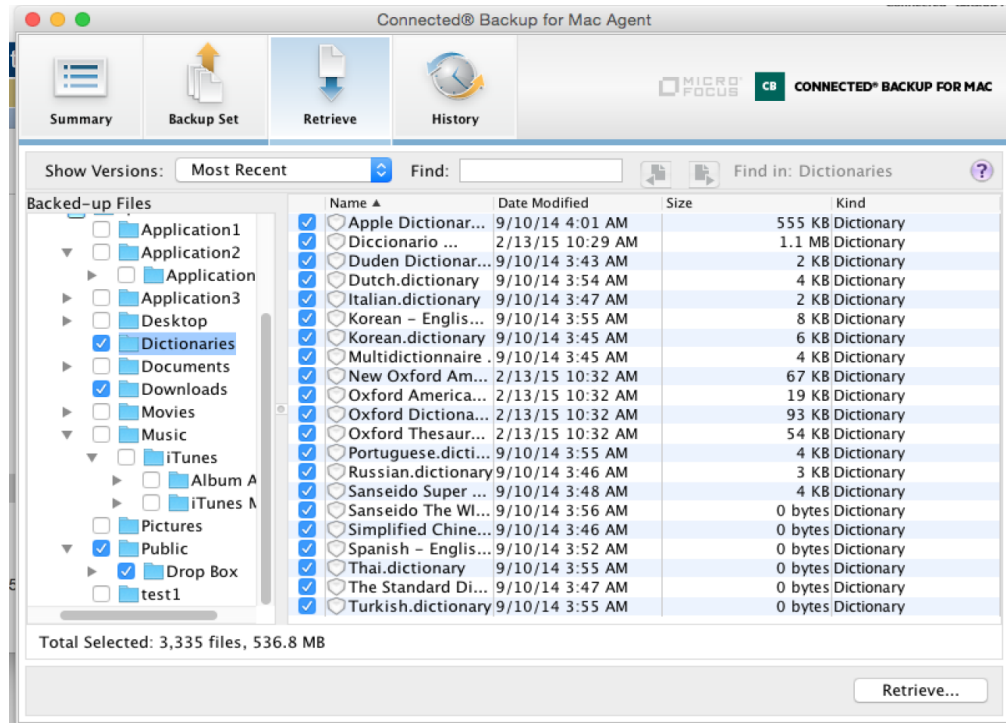 Connected® Backup for Mac Agent
Summary
Backup Set
Retrieve
History
MICRO FOCUS
CB
CONNECTED® BACKUP FOR MAC
Show Versions:
Most Recent
Find:
Find in: Dictionaries
?
Backed-up Files
Application1
Application2
Application
Application3
Desktop
Dictionaries
Documents
Downloads
Movies
Music
iTunes
Album A
iTunes M
Pictures
Public
Drop Box
test1
Name ▲ Date Modified Size Kind
Apple Dictionar... 9/10/14 4:01 AM 555 KB Dictionary
Diccionario ... 2/13/15 10:29 AM 1.1 MB Dictionary
Duden Dictionar... 9/10/14 3:43 AM 2 KB Dictionary
Dutch.dictionary 9/10/14 3:54 AM 4 KB Dictionary
Italian.dictionary 9/10/14 3:47 AM 2 KB Dictionary
Korean – Englis... 9/10/14 3:55 AM 8 KB Dictionary
Korean.dictionary 9/10/14 3:45 AM 6 KB Dictionary
Multidictionnaire . 9/10/14 3:45 AM 4 KB Dictionary
New Oxford Am... 2/13/15 10:32 AM 67 KB Dictionary
Oxford America... 2/13/15 10:32 AM 19 KB Dictionary
Oxford Dictiona... 2/13/15 10:32 AM 93 KB Dictionary
Oxford Thesaur... 2/13/15 10:32 AM 54 KB Dictionary
Portuguese.dicti... 9/10/14 3:55 AM 4 KB Dictionary
Russian.dictionary 9/10/14 3:46 AM 3 KB Dictionary
Sanseido Super ... 9/10/14 3:48 AM 4 KB Dictionary
Sanseido The WI... 9/10/14 3:56 AM 0 bytes Dictionary
Simplified Chine... 9/10/14 3:46 AM 0 bytes Dictionary
Spanish – Englis... 9/10/14 3:52 AM 0 bytes Dictionary
Thai.dictionary 9/10/14 3:55 AM 0 bytes Dictionary
The Standard Di... 9/10/14 3:47 AM 0 bytes Dictionary
Turkish.dictionary 9/10/14 3:55 AM 0 bytes Dictionary
Total Selected: 3,335 files, 536.8 MB
Retrieve...